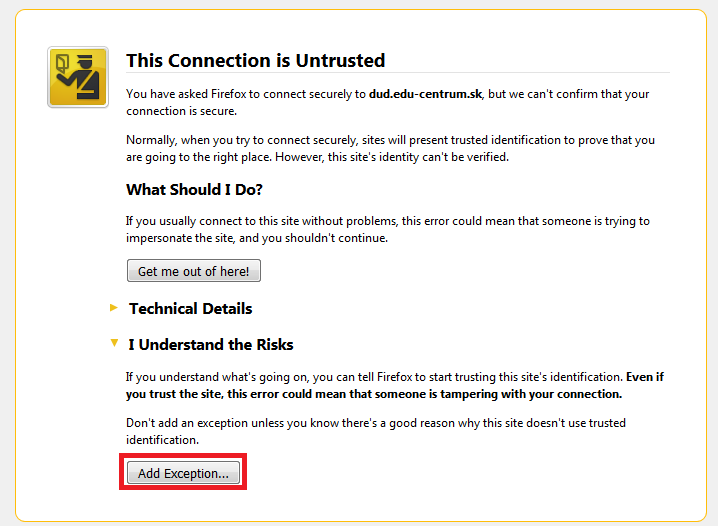 This Connection is Untrusted
You have asked Firefox to connect securely to dud.edu-centrum.sk, but we can't confirm that your
connection is secure.
Normally, when you try to connect securely, sites will present trusted identification to prove that you
are going to the right place. However, this site's identity can't be verified.
What Should I Do?
If you usually connect to this site without problems, this error could mean that someone is trying to
impersonate the site, and you shouldn't continue.
Get me out of here!
Technical Details
I Understand the Risks
If you understand what's going on, you can tell Firefox to start trusting this site's identification. Even if
you trust the site, this error could mean that someone is tampering with your connection.
Don't add an exception unless you know there's a good reason why this site doesn't use trusted
identification.
Add Exception...